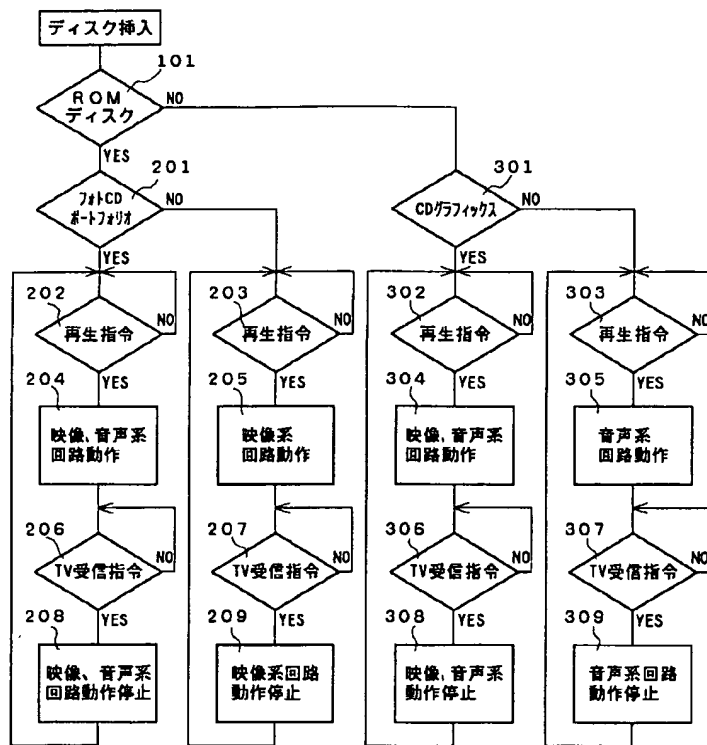 ディスク挿入
101
ROM
ディスク
NO
YES
201
フォトCD
ポートフォリオ
NO
YES
301
CDグラフィックス
NO
YES
202
再生指令
NO
YES
203
再生指令
NO
YES
302
再生指令
NO
YES
303
再生指令
NO
YES
204
映像、音声系
回路動作
205
映像系
回路動作
304
映像、音声系
回路動作
305
音声系
回路動作
206
TV受信指令
NO
YES
207
TV受信指令
NO
YES
306
TV受信指令
NO
YES
307
TV受信指令
NO
YES
208
映像、音声系
回路動作停止
209
映像系回路
動作停止
308
映像、音声系
動作停止
309
音声系回路
動作停止